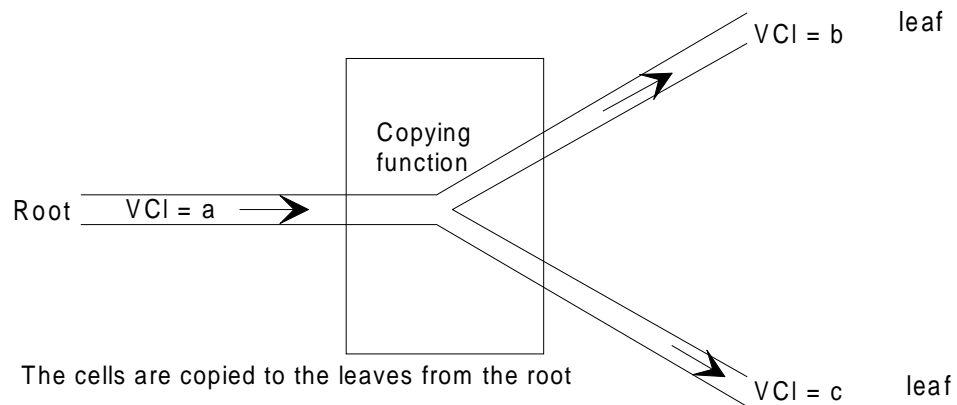 leaf
VCI = b
Copying
function
Root
VCI = a
The cells are copied to the leaves from the root
VCI = c
leaf